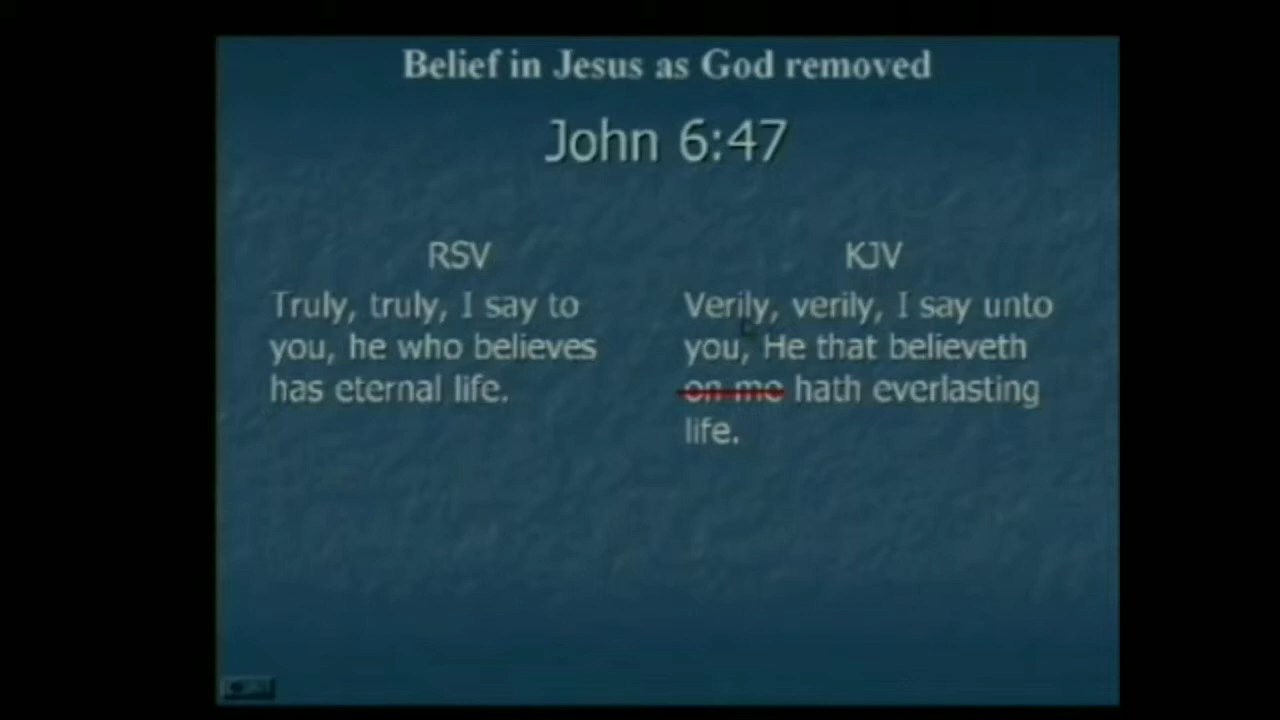 Belief in Jesus as God removed
John 6:47
RSV
Truly, truly, I say to
you, he who believes
has eternal life.
KJV
Verily, verily, I say unto
you, He that believeth
on me hath everlasting
life.